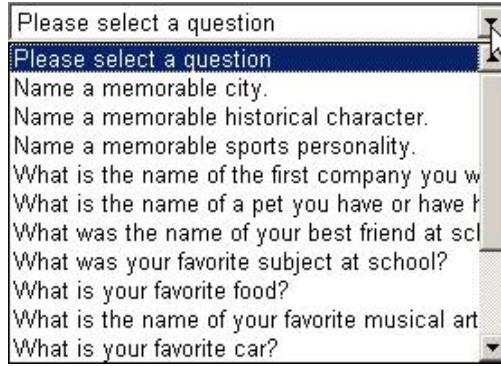 Please select a question
Please select a question
Name a memorable city.
Name a memorable historical character.
Name a memorable sports personality.
What is the name of the first company you
What is the name of a pet you have or have
What was the name of your best friend at
What was your favorite subject at school?
What is your favorite food?
What is the name of your favorite musical
What is your favorite car?